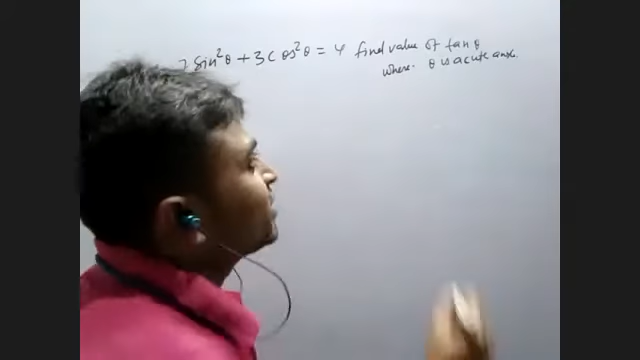 7 Sin²θ + 3 Cos²θ = 4 find value of tan θ
where θ is acute angle.